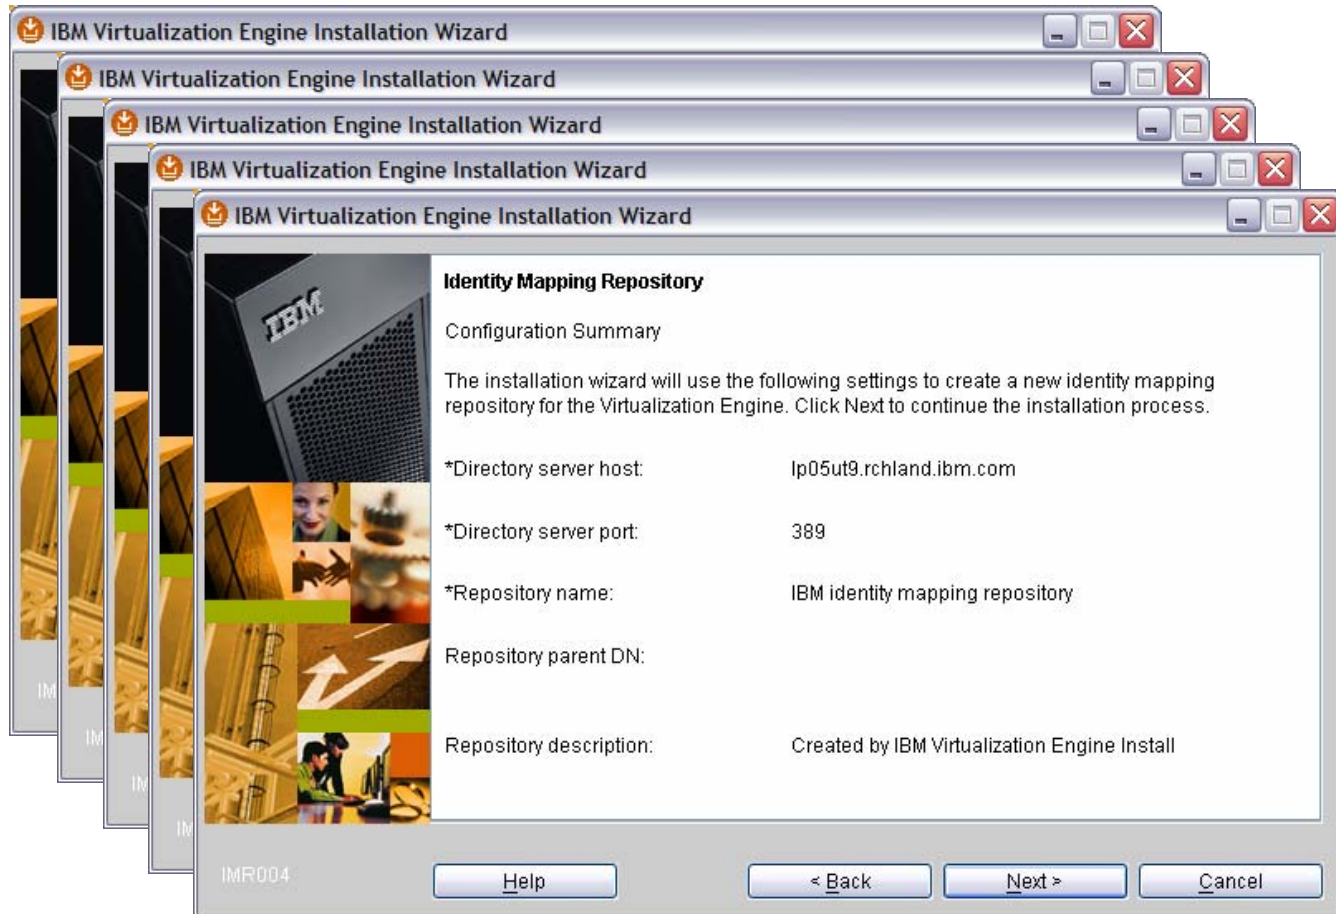 IBM Virtualization Engine Installation Wizard
IBM Virtualization Engine Installation Wizard
IBM Virtualization Engine Installation Wizard
IBM Virtualization Engine Installation Wizard
IBM Virtualization Engine Installation Wizard
IBM
Identity Mapping Repository
Configuration Summary
The installation wizard will use the following settings to create a new identity mapping
repository for the Virtualization Engine. Click Next to continue the installation process.
*Directory server host: lp05ut9.rchland.ibm.com
*Directory server port: 389
*Repository name: IBM identity mapping repository
Repository parent DN:
Repository description: Created by IBM Virtualization Engine Install
IM
IM
IM
IM
IMR004
Help < Back Next > Cancel